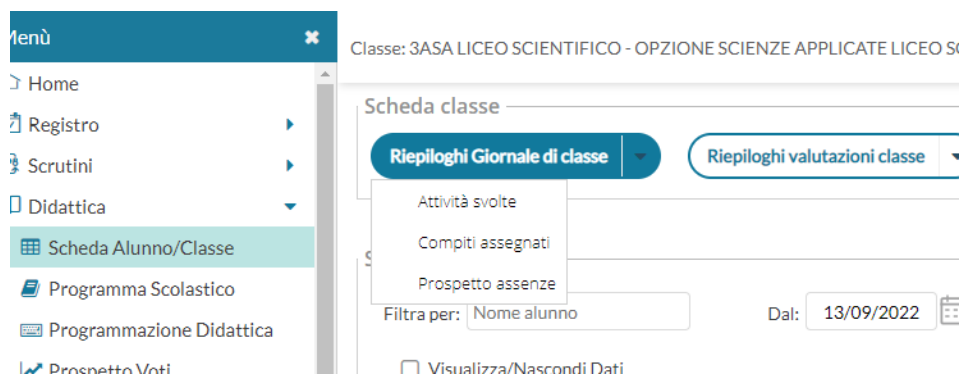 Menù
Home
Registro
Scrutini
Didattica
Scheda Alunno/Classe
Programma Scolastico
Programmazione Didattica
Prospetto Voti
Classe: 3ASA LICEO SCIENTIFICO - OPZIONE SCIENZE APPLICATE LICEO
Scheda classe
Riepiloghi Giornale di classe
Riepiloghi valutazioni classe
Attività svolte
Compiti assegnati
Prospetto assenze
Filtra per: Nome alunno Dal: 13/09/2022
Visualizza/Nascondi Dati